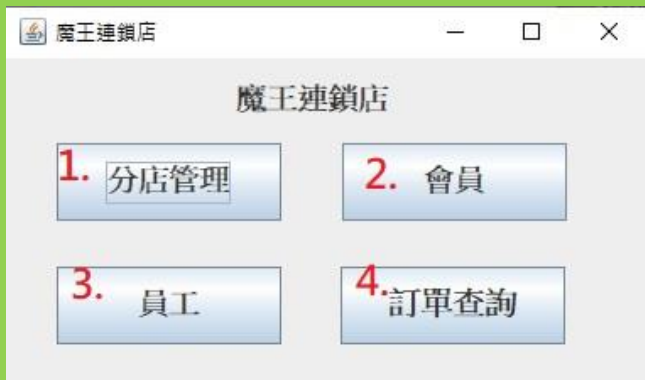 魔王連鎖店
魔王連鎖店
1. 分店管理
2. 會員
3. 員工
4. 訂單查詢